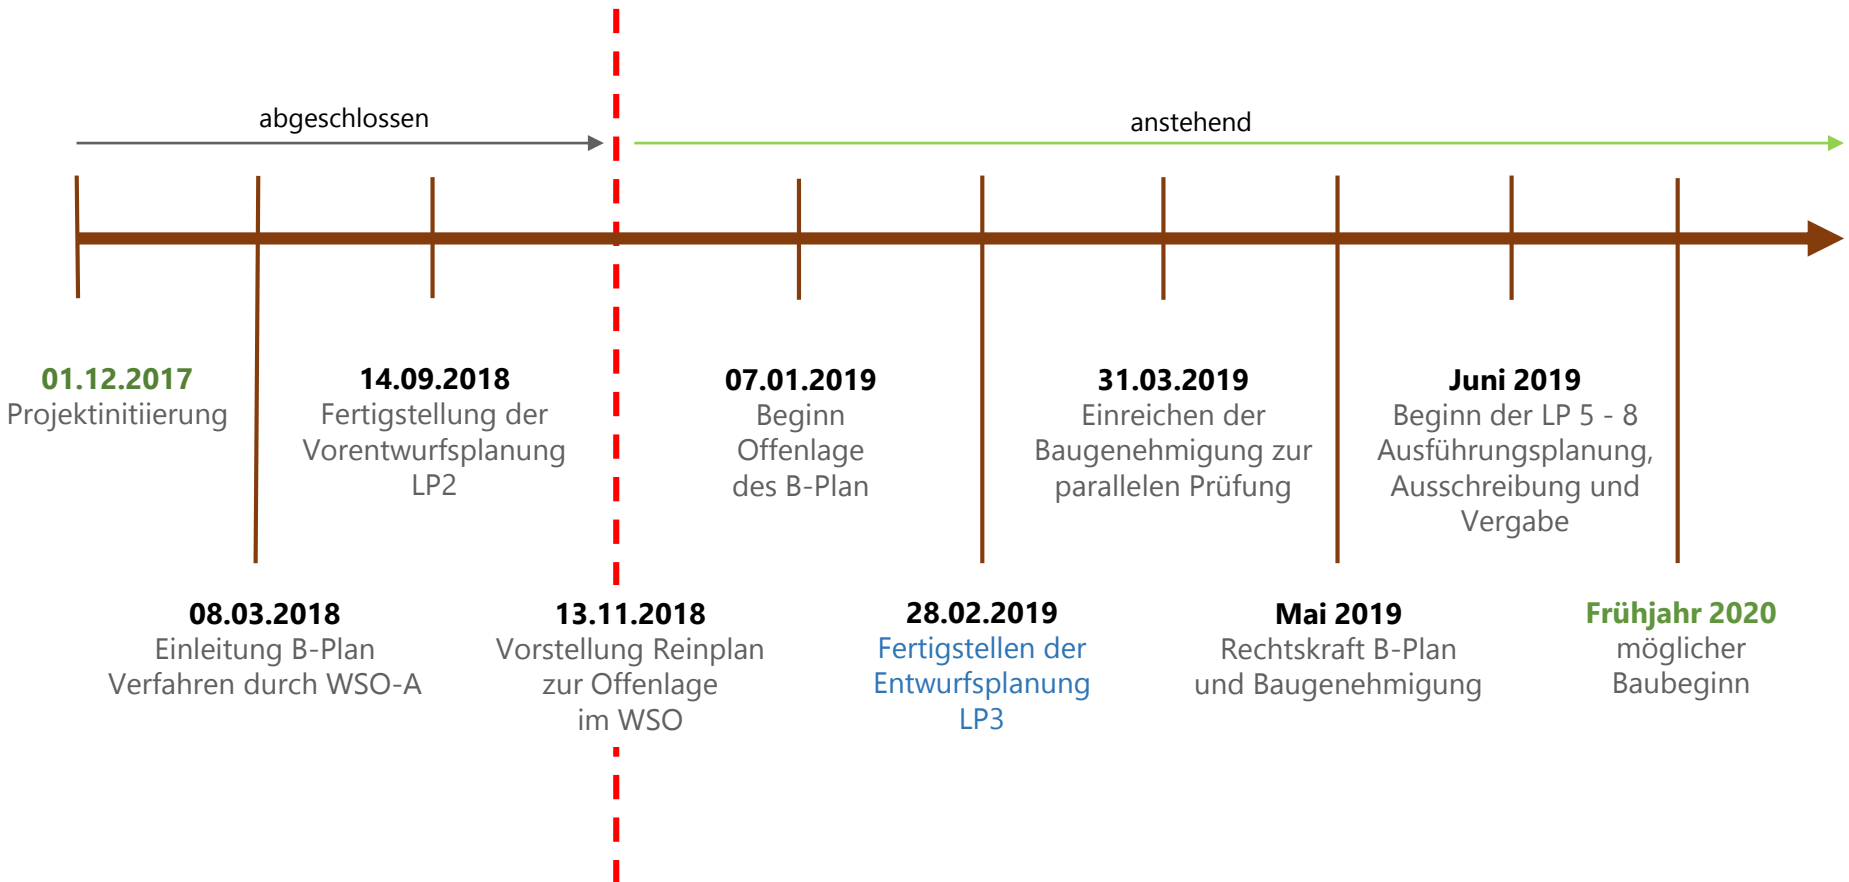 abgeschlossen
anstehend
01.12.2017
Projektinitiierung
14.09.2018
Fertigstellung der
Vorentwurfsplanung
LP2
07.01.2019
Beginn
Offenlage
des B-Plan
31.03.2019
Einreichen der
Baugenehmigung zur
parallelen Prüfung
Juni 2019
Beginn der LP 5 - 8
Ausführungsplanung,
Ausschreibung und
Vergabe
08.03.2018
Einleitung B-Plan
Verfahren durch WSO-A
13.11.2018
Vorstellung Reinplan
zur Offenlage
im WSO
28.02.2019
Fertigstellen der
Entwurfsplanung
LP3
Mai 2019
Rechtskraft B-Plan
und Baugenehmigung
Frühjahr 2020
möglicher
Baubeginn